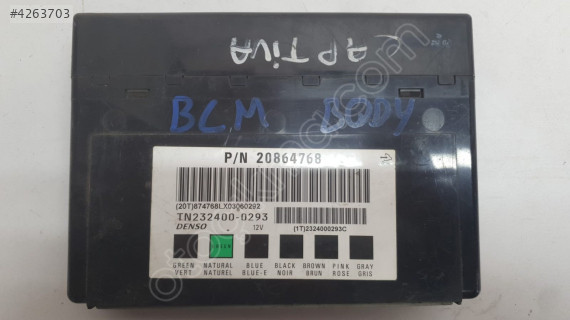 #4263703
CAPTIVA
BCM BODY
P/N 20864768
(20T)874768LX03060292
TN232400-0293
DENSO 12V
(1T)2324000293C
GREEN NATURAL BLUE BLACK BROWN PINK GRAY
VERT NATUREL BLUE-E NOIR BRUN ROSE GRIS